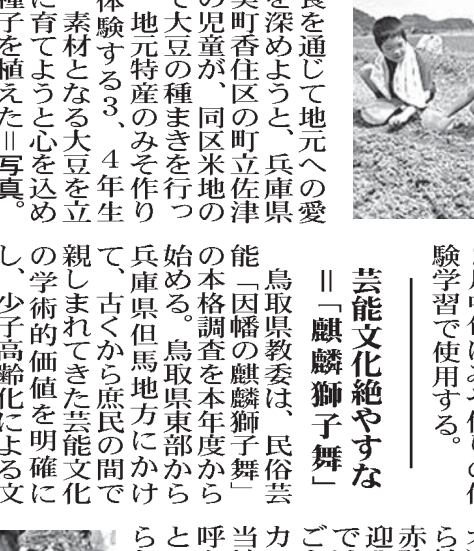 を通じて地元への愛
を深めようと、兵庫県
美町香住区の町立佐津
の児童が、同区米地の
て大豆の種まきを行っ
地元特産のみそ作り
体験する3、4年生
素材となる大豆を立
に育てようと心を込め
種子を植えた=写真。
験学習で使用する。
芸能文化絶やすな
=「麒麟獅子舞」
鳥取県教委は、民俗芸
能「因幡の麒麟獅子舞」
の本格調査を本年度から
始める。鳥取県東部から
兵庫県但馬地方にかけ
て、古くから庶民の間で
親しまれてきた芸能文化
の学術的価値を明確に
し、少子高齢化による文